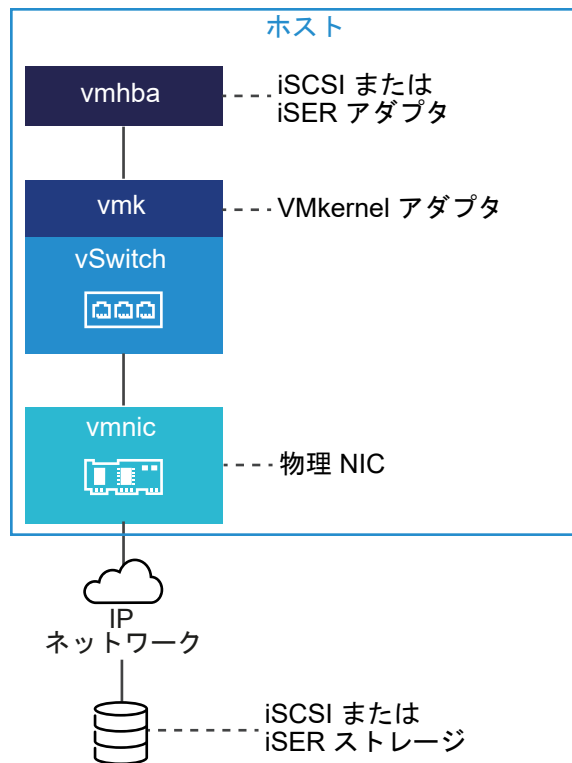 ホスト
vmhba
iSCSI または
iSER アダプタ
vmk
VMkernel アダプタ
vSwitch
vmnic
物理 NIC
IP
ネットワーク
iSCSI または
iSER ストレージ